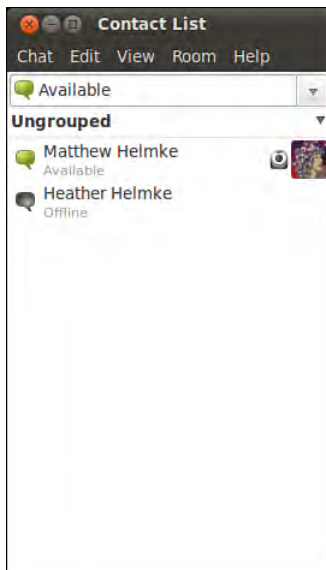 Contact List
Chat Edit View Room Help
Available
Ungrouped
Matthew Helmke
Available
Heather Helmke
Offline